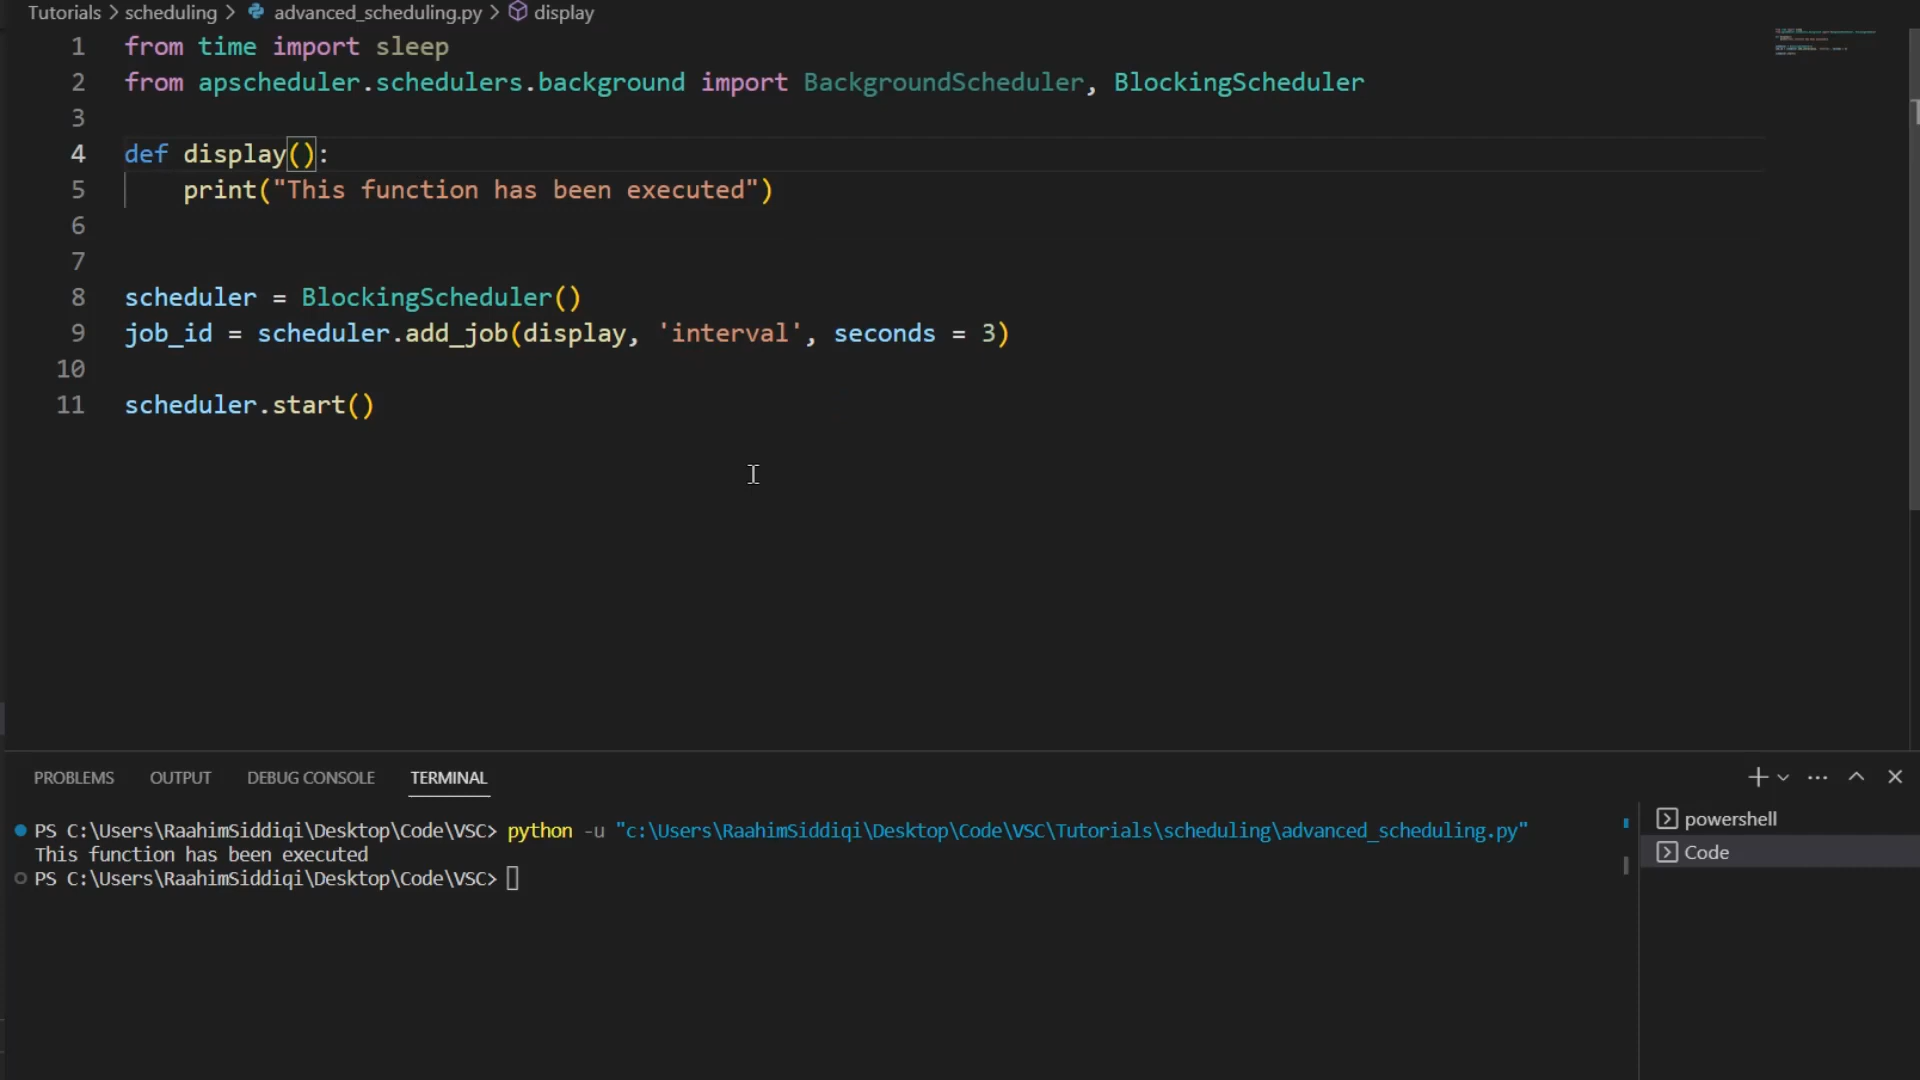 Tutorials > scheduling > advanced_scheduling.py > display
1 from time import sleep
2 from apscheduler.schedulers.background import BackgroundScheduler, BlockingScheduler
3
4 def display():
5     print("This function has been executed")
6
7
8 scheduler = BlockingScheduler()
9 job_id = scheduler.add_job(display, 'interval', seconds = 3)
10
11 scheduler.start()
PROBLEMS OUTPUT DEBUG CONSOLE TERMINAL
PS C:\Users\RaahimSiddiqi\Desktop\Code\VSC> python -u "c:\Users\RaahimSiddiqi\Desktop\Code\VSC\Tutorials\scheduling\advanced_scheduling.py"
This function has been executed
PS C:\Users\RaahimSiddiqi\Desktop\Code\VSC>
powershell
Code